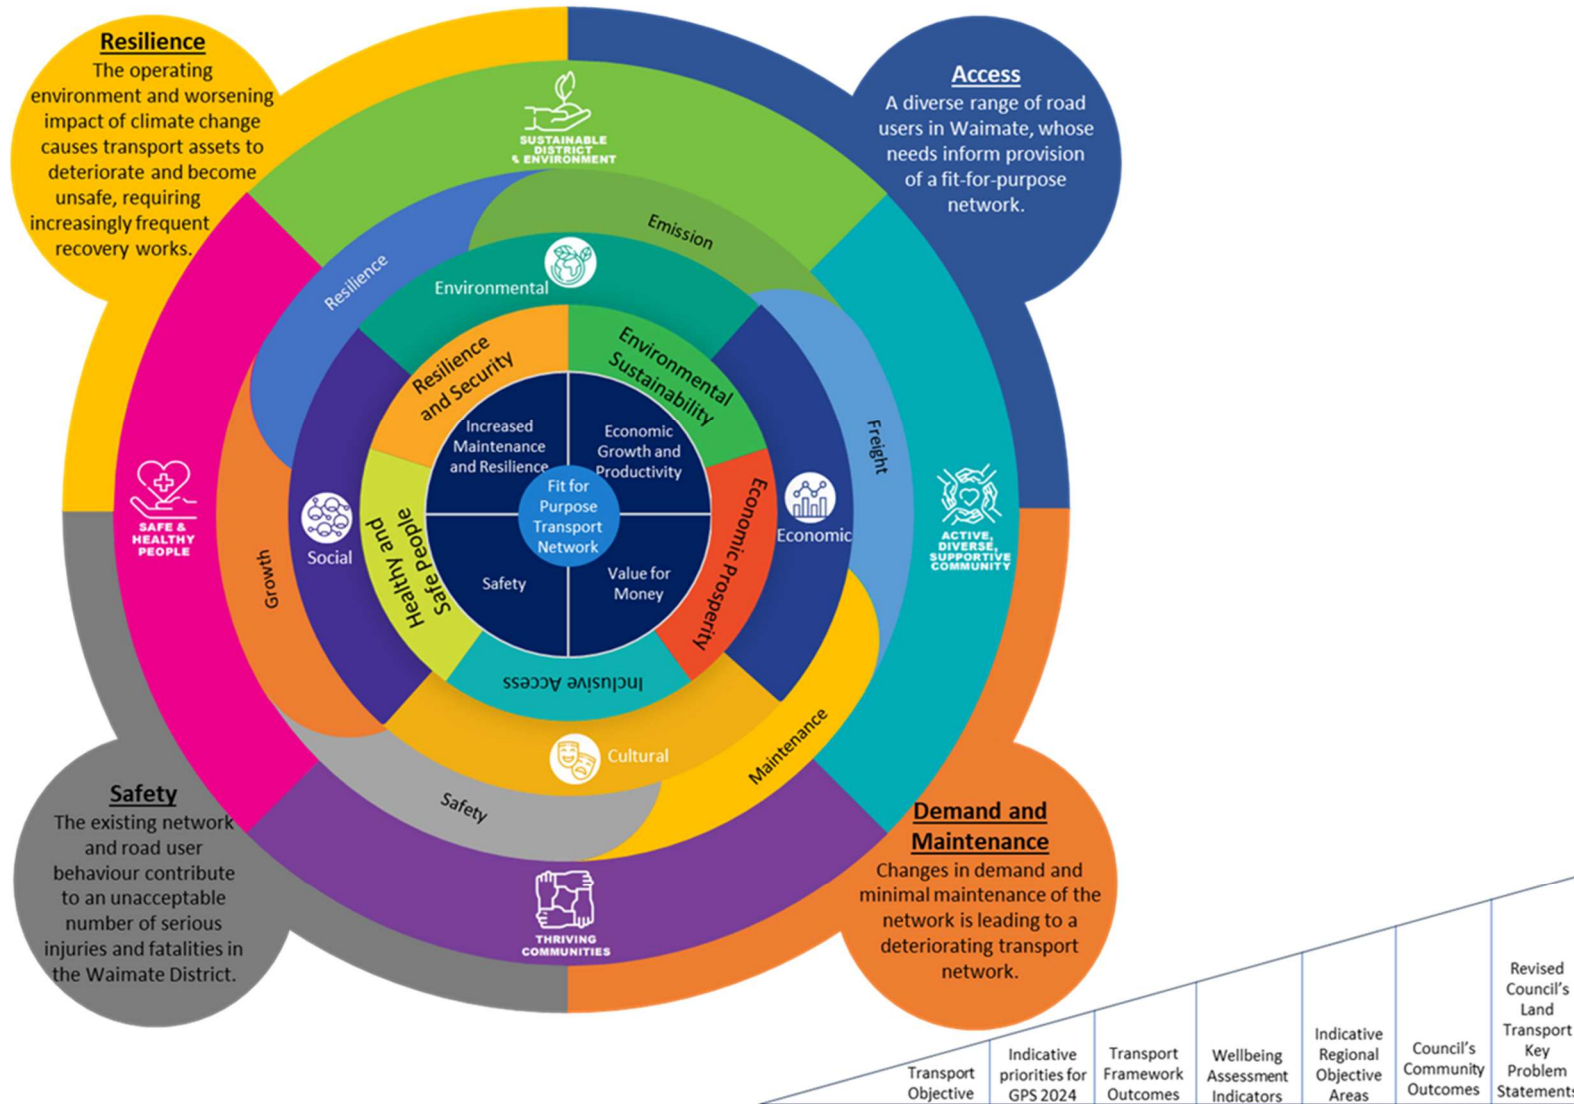 Resilience
The operating
environment and worsening
impact of climate change
causes transport assets to
deteriorate and become
unsafe, requiring
increasingly frequent
recovery works.
Access
A diverse range of road
users in Waimate, whose
needs inform provision
of a fit-for-purpose
network.
SUSTAINABLE
DISTRICT
& ENVIRONMENT
Emission
Resilience
Environmental
Resilience
and Security
Environmental
Sustainability
Freight
Increased
Maintenance
and Resilience
Economic
Growth and
Productivity
Fit for
Purpose
Transport
Network
Safety
Value for
Money
Healthy and
Safe People
Economic Prosperity
Inclusive Access
SAFE &
HEALTHY
PEOPLE
Growth
Social
Economic
ACTIVE,
DIVERSE,
SUPPORTIVE
COMMUNITY
Cultural
Maintenance
Safety
THRIVING
COMMUNITIES
Safety
The existing network
and road user
behaviour contribute
to an unacceptable
number of serious
injuries and fatalities in
the Waimate District.
Demand and
Maintenance
Changes in demand and
minimal maintenance of the
network is leading to a
deteriorating transport
network.
Transport
Objective
Indicative
priorities for
GPS 2024
Transport
Framework
Outcomes
Wellbeing
Assessment
Indicators
Indicative
Regional
Objective
Areas
Council's
Community
Outcomes
Revised
Council's
Land
Transport
Key
Problem
Statements